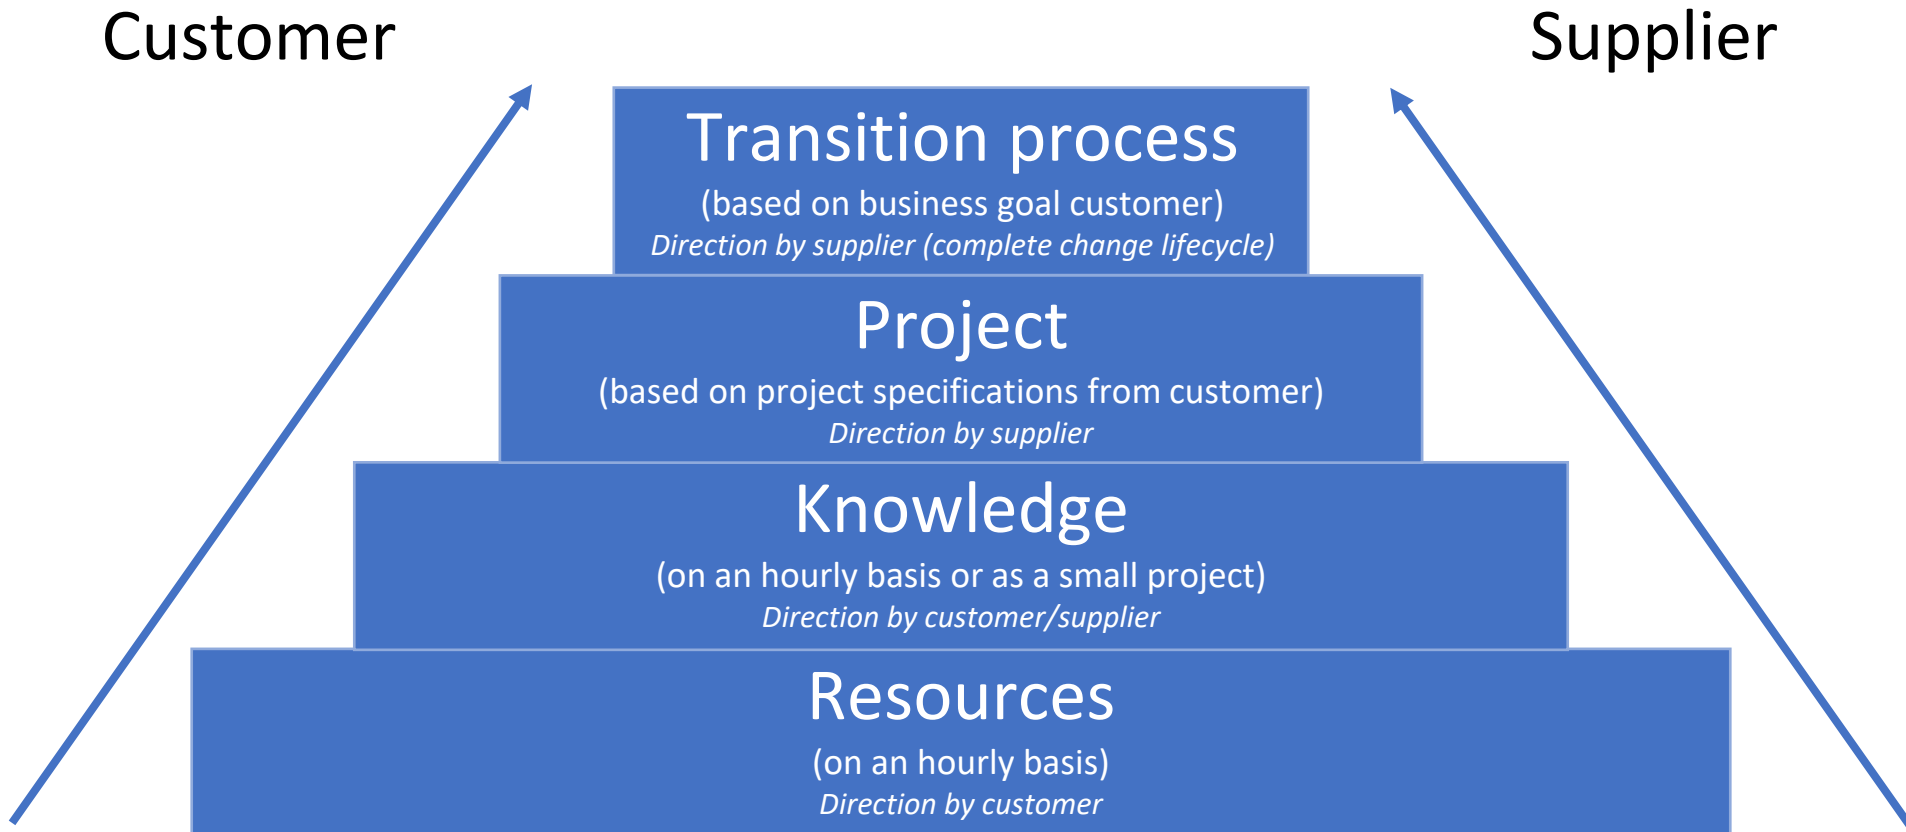 Customer
Supplier
Transition process
(based on business goal customer)
Direction by supplier (complete change lifecycle)
Project
(based on project specifications from customer)
Direction by supplier
Knowledge
(on an hourly basis or as a small project)
Direction by customer/supplier
Resources
(on an hourly basis)
Direction by customer